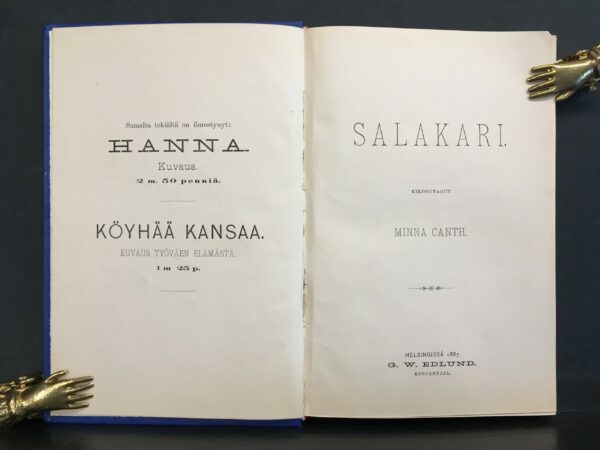 Samalta tekijältä on ilmestynyt:
HANNA.
Kuvaus.
2 m. 50 penniä.
KÖYHÄÄ KANSAA.
KUVAUS TYÖVÄEN ELÄMÄSTÄ.
1 m 25 p.
SALAKARI.
KIRJOITTANUT
MINNA CANTH.
HELSINGISSÄ 1887.
G. W. EDLUND.
KUSTANTAJA.